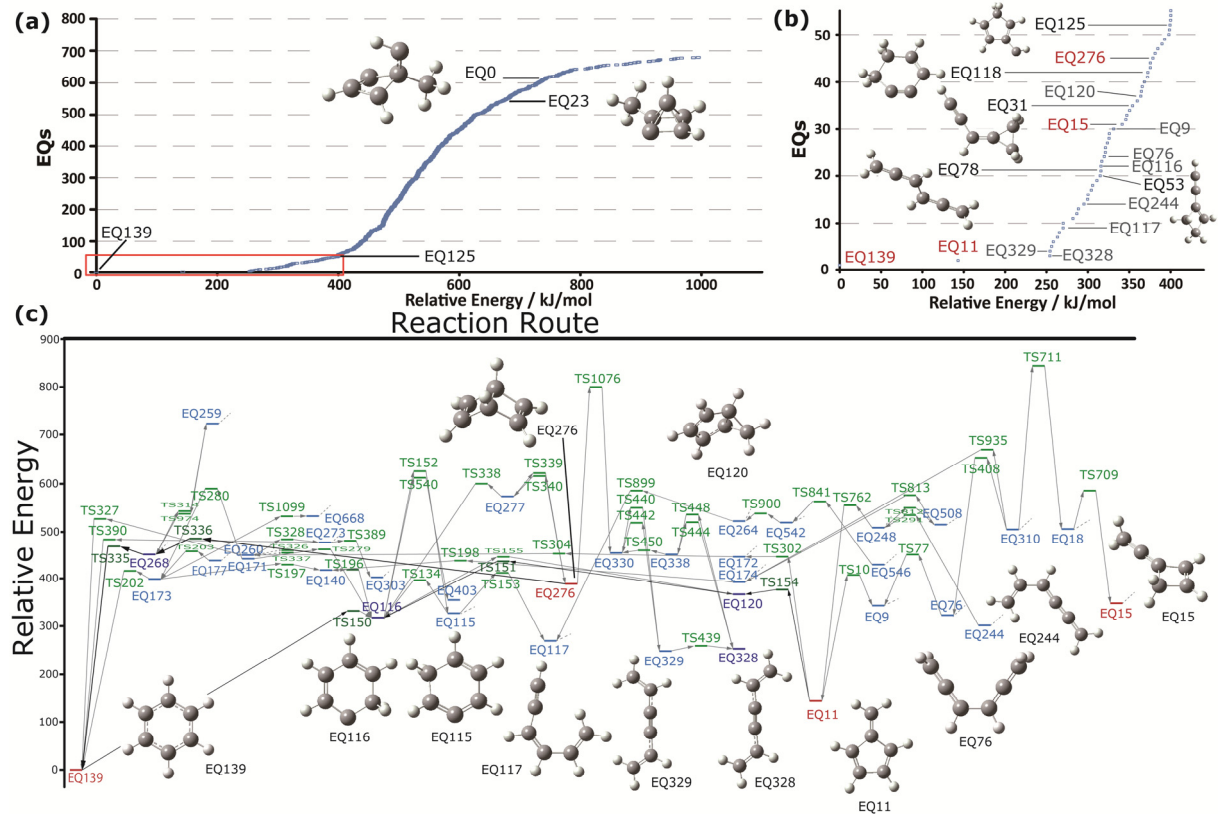 (a)
800
700
600
500
400
300
200
100
0
EQs
EQ0
EQ23
EQ139
EQ125
0
200
400
600
800
1000
Relative Energy / kJ/mol
(b)
50
40
30
20
10
0
EQs
EQ125
EQ276
EQ118
EQ120
EQ31
EQ15
EQ9
EQ76
EQ116
EQ78
EQ53
EQ244
EQ117
EQ11
EQ329
EQ328
EQ139
0
50
100
150
200
250
300
350
400
Relative Energy / kJ/mol
(c)
Reaction Route
Relative Energy
900
800
700
600
500
400
300
200
100
0
TS711
TS1076
EQ259
EQ276
TS935
TS152
TS338
TS339
EQ120
TS408
TS709
TS540
TS340
TS280
TS899
TS813
TS327
TS974
TS1099
EQ668
EQ277
TS440
TS448
TS900
TS841
TS762
EQ508
TS390
TS336
TS328
EQ273
TS389
TS442
TS444
EQ264
EQ542
EQ248
EQ310
EQ18
TS335
EQ268
TS203
EQ260
TS326
TS279
TS198
TS155
TS304
TS450
TS302
TS77
EQ177
EQ171
TS337
TS151
EQ330
EQ338
EQ172
EQ546
TS202
TS197
EQ140
TS196
TS134
TS153
EQ174
TS154
TS10
EQ173
EQ303
EQ403
EQ276
EQ120
EQ15
EQ15
TS150
EQ116
EQ115
EQ9
EQ76
EQ244
EQ244
EQ117
EQ329
TS439
EQ328
EQ116
EQ115
EQ11
EQ76
EQ139
EQ139
EQ117
EQ329
EQ328
EQ11